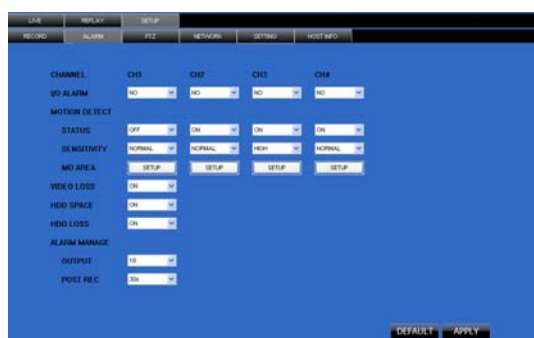 LIVE REPLAY SETUP
RECORD ALARM PTZ NETWORK SETTING HOST INFO
CHANNEL CH1 CH2 CH3 CH4
I/O ALARM NO NO NO NO
MOTION DETECT
STATUS OFF ON ON ON
SENSITIVITY NORMAL NORMAL HIGH NORMAL
MD AREA SETUP SETUP SETUP SETUP
VIDEO LOSS ON
HDD SPACE ON
HDD LOSS ON
ALARM MANAGE
OUTPUT 10
POST REC 30s
DEFAULT APPLY